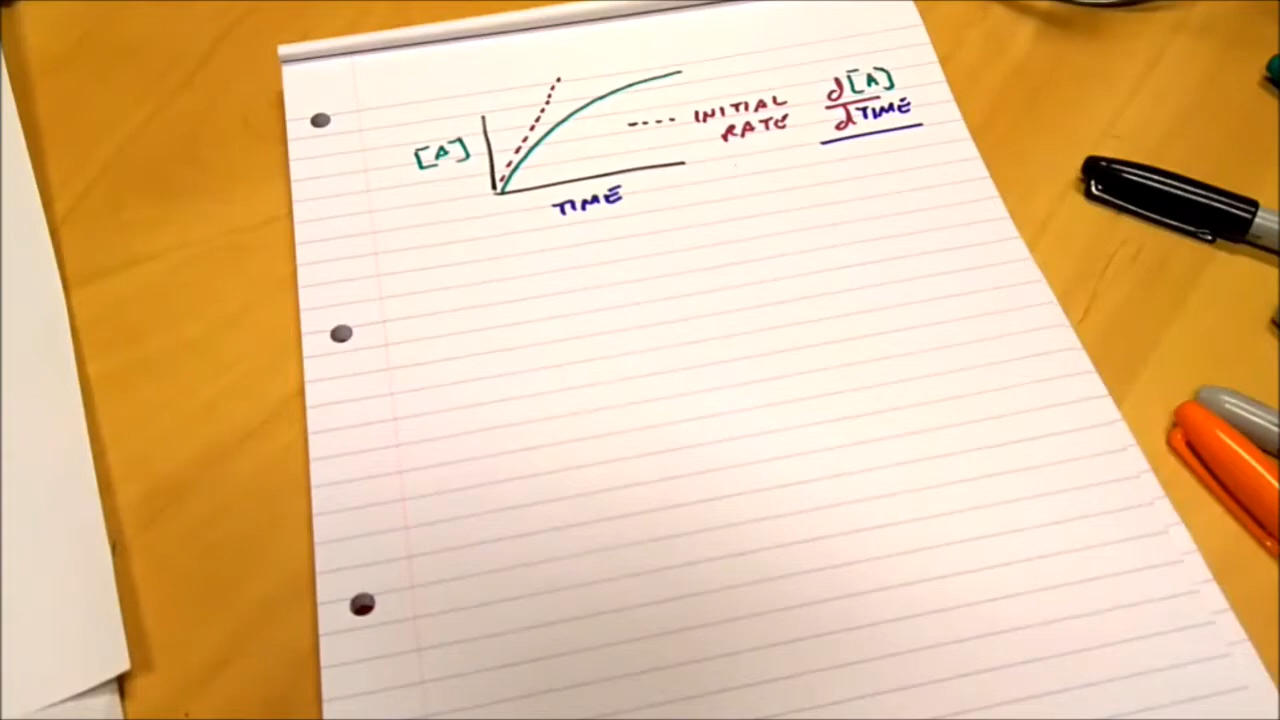 [A]
TIME
---- INITIAL
RATE
d[A]
dTIME